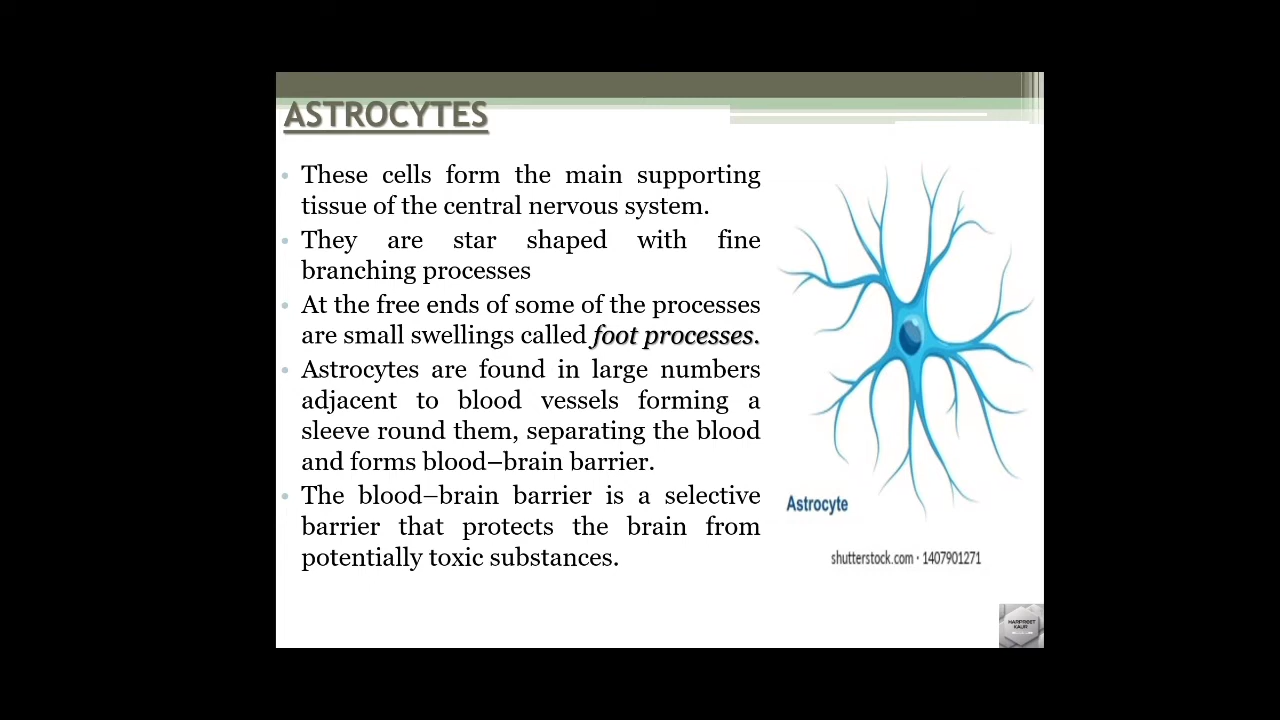 ASTROCYTES
These cells form the main supporting
tissue of the central nervous system.
They are star shaped with fine
branching processes
At the free ends of some of the processes
are small swellings called foot processes.
Astrocytes are found in large numbers
adjacent to blood vessels forming a
sleeve round them, separating the blood
and forms blood–brain barrier.
The blood–brain barrier is a selective
barrier that protects the brain from
potentially toxic substances.
Astrocyte
shutterstock.com · 1407901271
HARPREET
KAUR